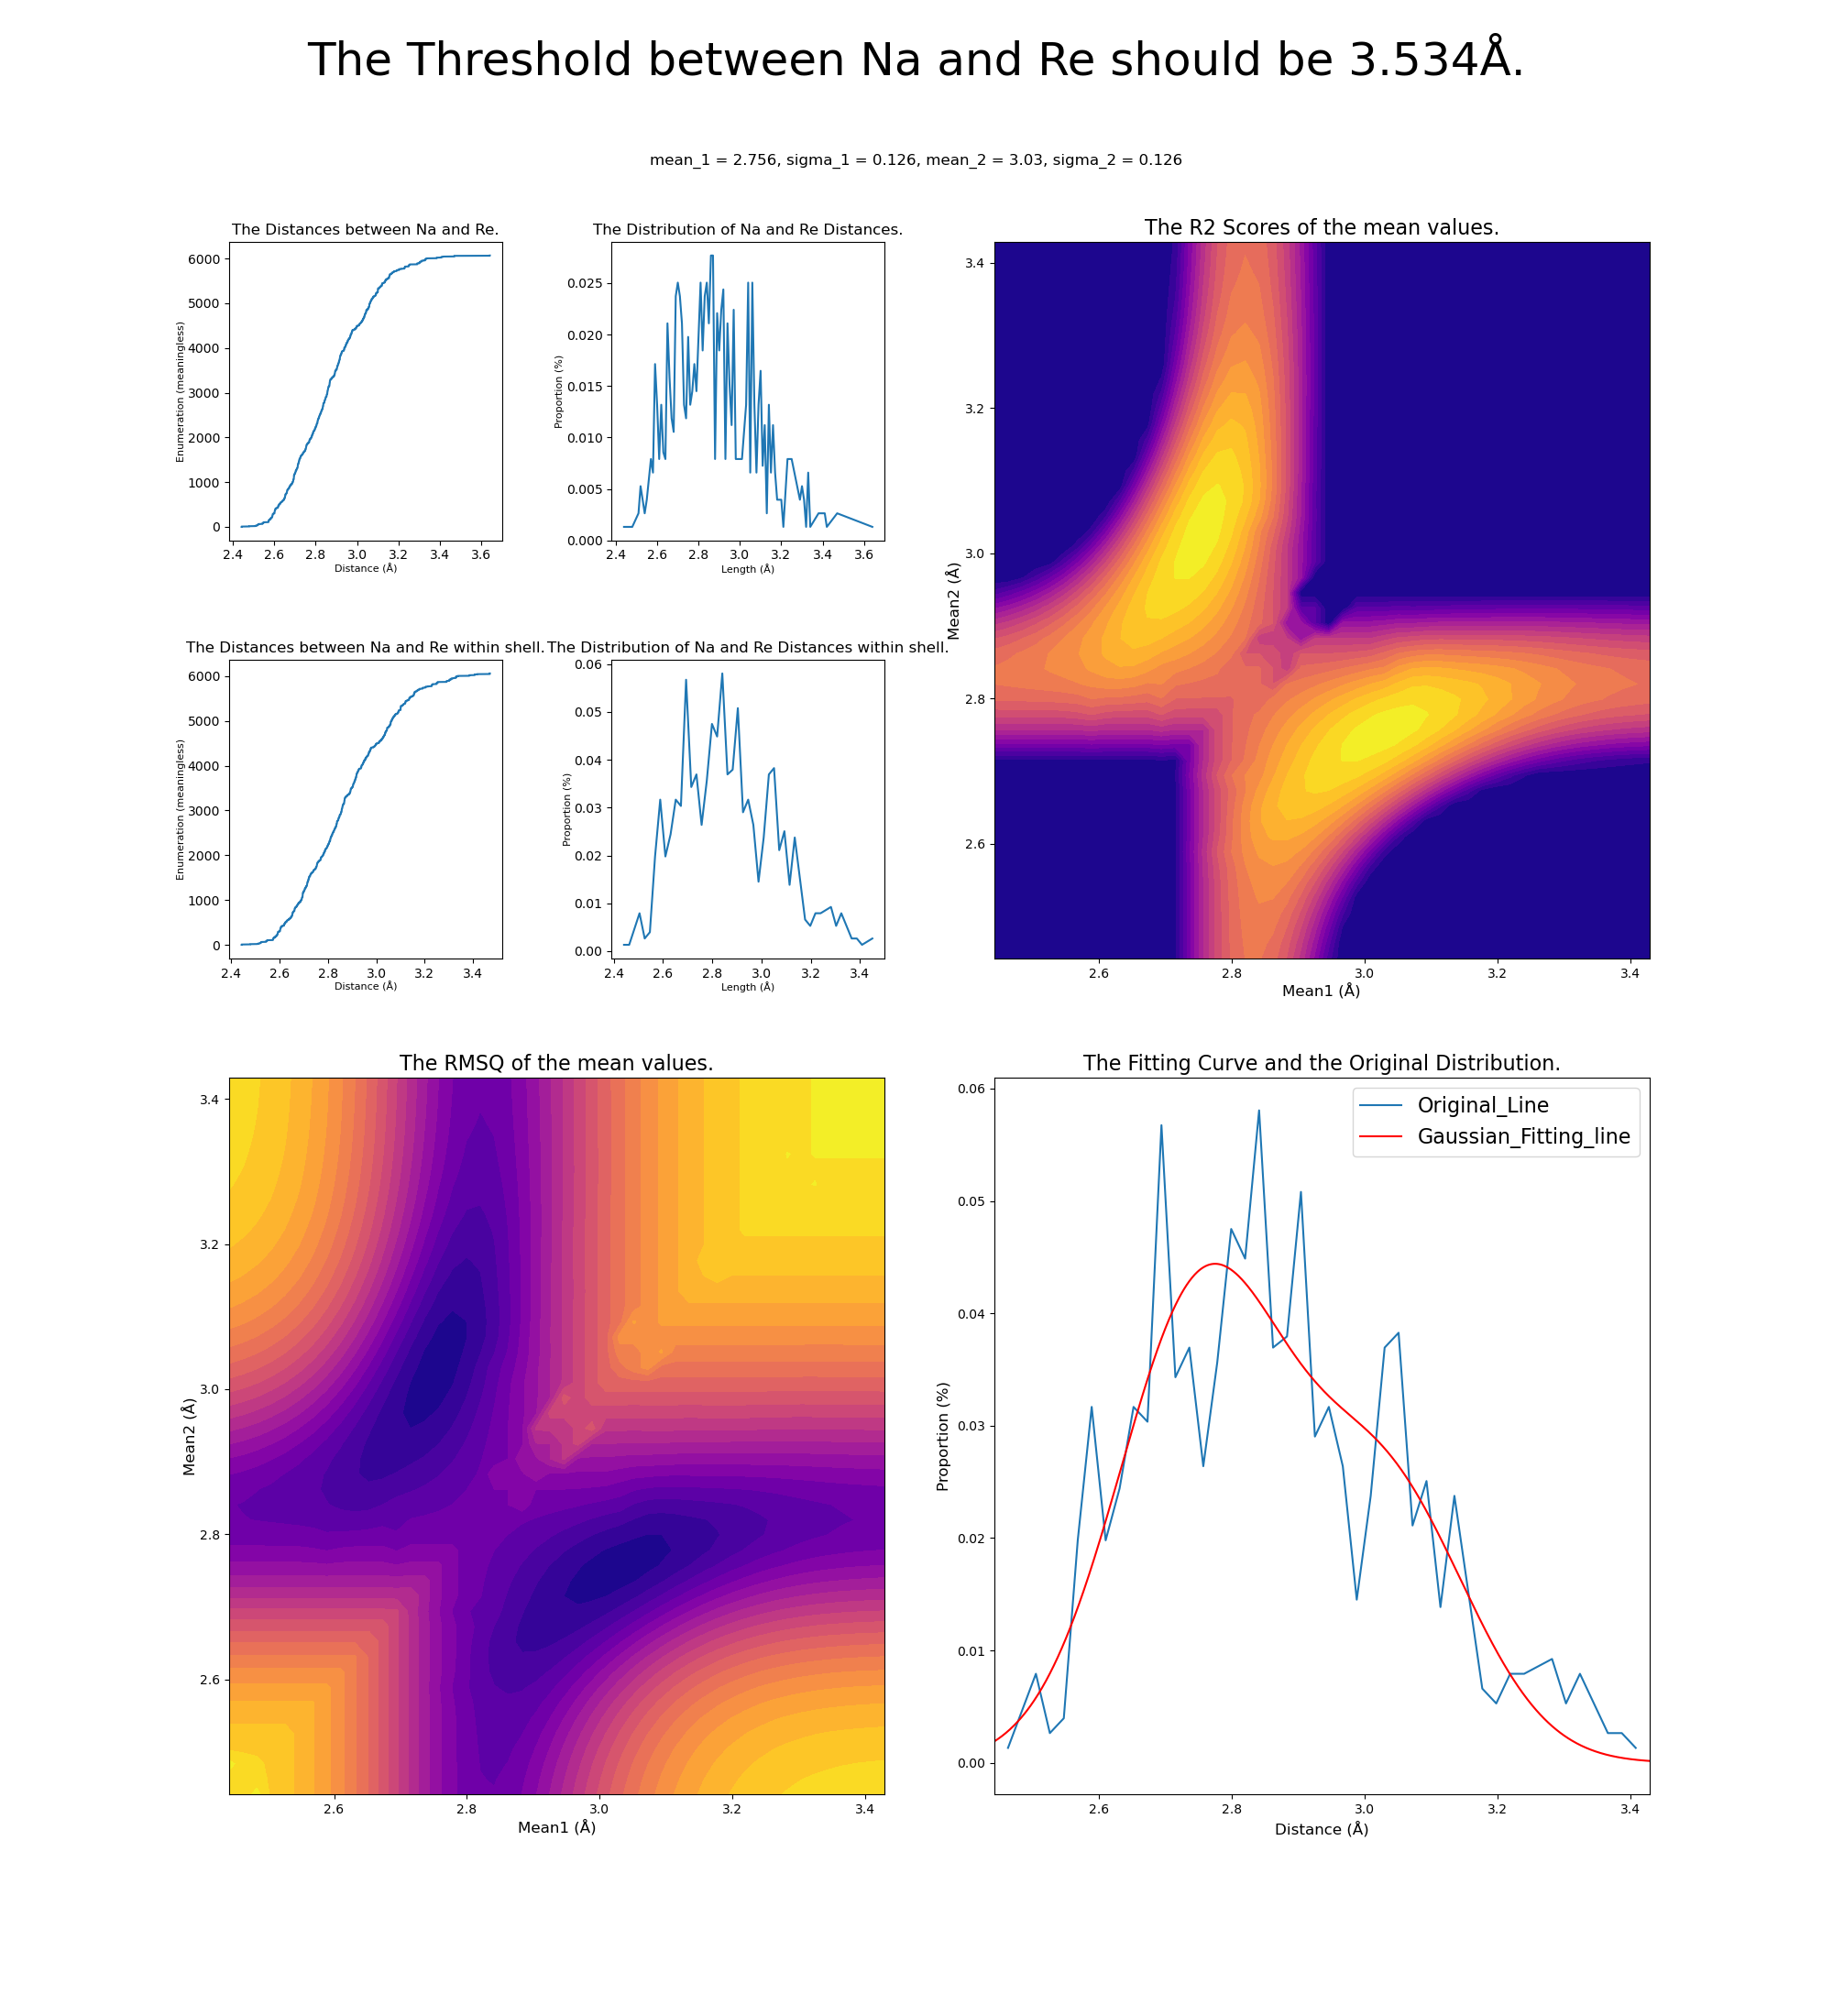 The Threshold between Na and Re should be 3.534Å.
mean_1 = 2.756, sigma_1 = 0.126, mean_2 = 3.03, sigma_2 = 0.126
The Distances between Na and Re.
Enumeration (meaningless)
6000
5000
4000
3000
2000
1000
0
2.4 2.6 2.8 3.0 3.2 3.4 3.6
Distance (Å)
The Distribution of Na and Re Distances.
Proportion (%)
0.025
0.020
0.015
0.010
0.005
0.000
2.4 2.6 2.8 3.0 3.2 3.4 3.6
Length (Å)
The R2 Scores of the mean values.
Mean2 (Å)
3.4
3.2
3.0
2.8
2.6
2.6 2.8 3.0 3.2 3.4
Mean1 (Å)
The Distances between Na and Re within shell.
Enumeration (meaningless)
6000
5000
4000
3000
2000
1000
0
2.4 2.6 2.8 3.0 3.2 3.4
Distance (Å)
The Distribution of Na and Re Distances within shell.
Proportion (%)
0.06
0.05
0.04
0.03
0.02
0.01
0.00
2.4 2.6 2.8 3.0 3.2 3.4
Length (Å)
The RMSQ of the mean values.
Mean2 (Å)
3.4
3.2
3.0
2.8
2.6
2.6 2.8 3.0 3.2 3.4
Mean1 (Å)
The Fitting Curve and the Original Distribution.
Original_Line
Gaussian_Fitting_line
Proportion (%)
0.06
0.05
0.04
0.03
0.02
0.01
0.00
2.6 2.8 3.0 3.2 3.4
Distance (Å)